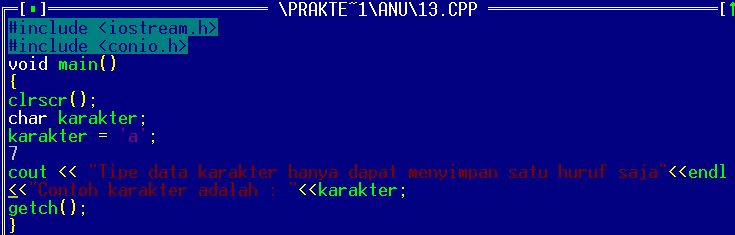 [▪] \PRAKTE~1\ANU\13.CPP [↑
#include <iostream.h>
#include <conio.h>
void main()
{
clrscr();
char karakter;
karakter = 'a';
7
cout << "Tipe data karakter hanya dapat menyimpan satu huruf saja"<<endl
<<"Contoh karakter adalah : "<<karakter;
getch();
}